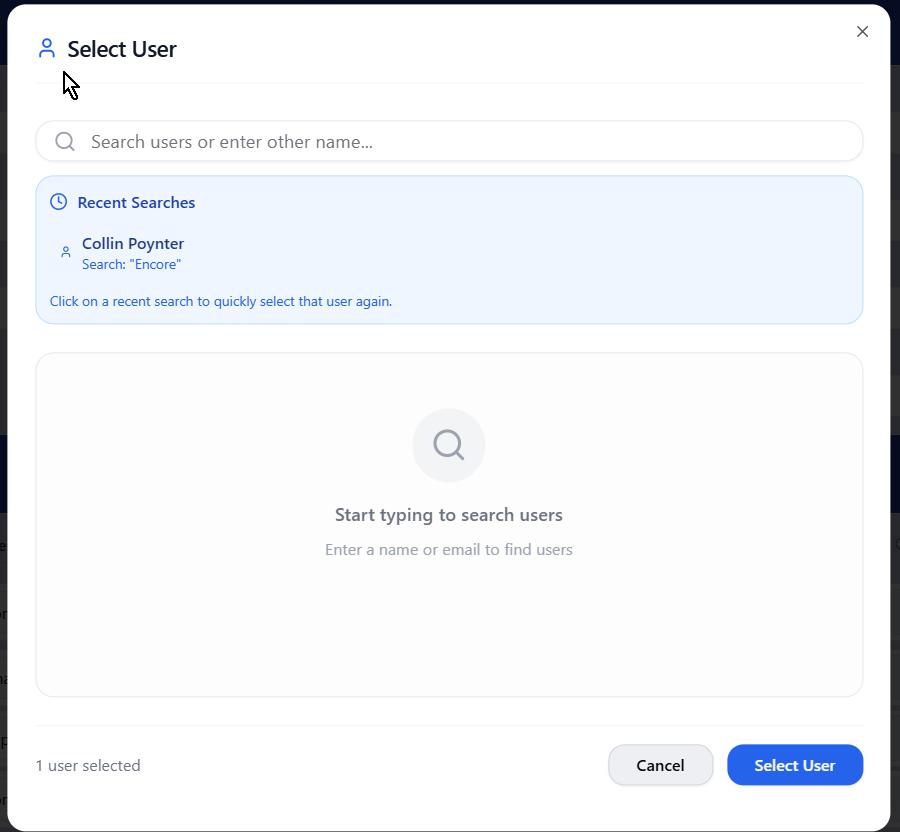 Select User
Search users or enter other name...
Recent Searches
Collin Poynter
Search: "Encore"
Click on a recent search to quickly select that user again.
Start typing to search users
Enter a name or email to find users
1 user selected
Cancel
Select User